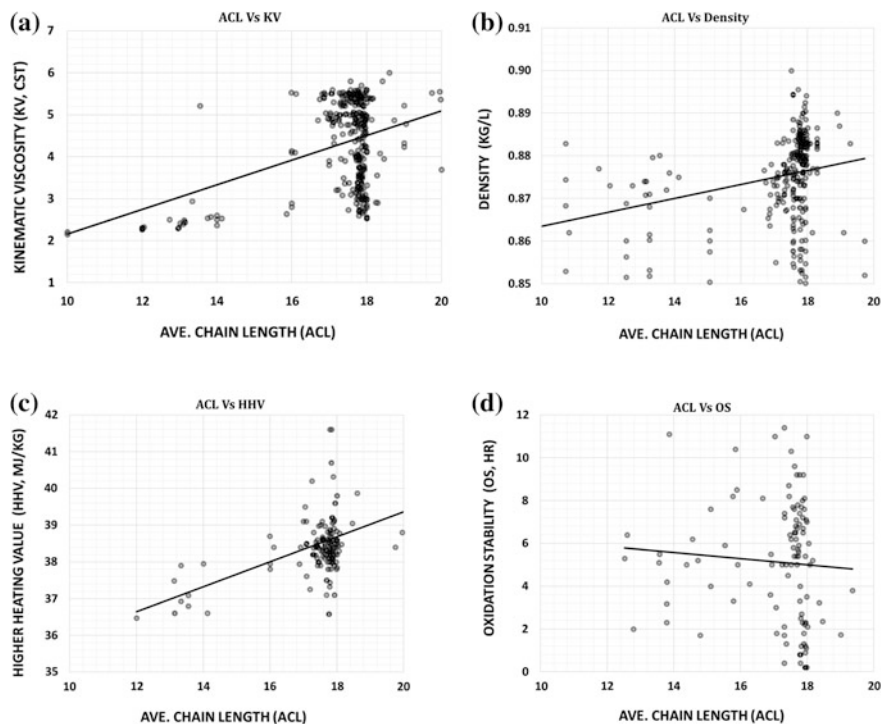 (a)
ACL Vs KV
KINEMATIC VISCOSITY (KV, CST)
7
6
5
4
3
2
1
10 12 14 16 18 20
AVE. CHAIN LENGTH (ACL)
(b)
ACL Vs Density
DENSITY (KG/L)
0.91
0.90
0.89
0.88
0.87
0.86
0.85
10 12 14 16 18 20
AVE. CHAIN LENGTH (ACL)
(c)
ACL Vs HHV
HIGHER HEATING VALUE (HHV, MJ/KG)
42
41
40
39
38
37
36
35
10 12 14 16 18 20
AVE. CHAIN LENGTH (ACL)
(d)
ACL Vs OS
OXIDATION STABILITY (OS, HR)
12
10
8
6
4
2
0
10 12 14 16 18 20
AVE. CHAIN LENGTH (ACL)